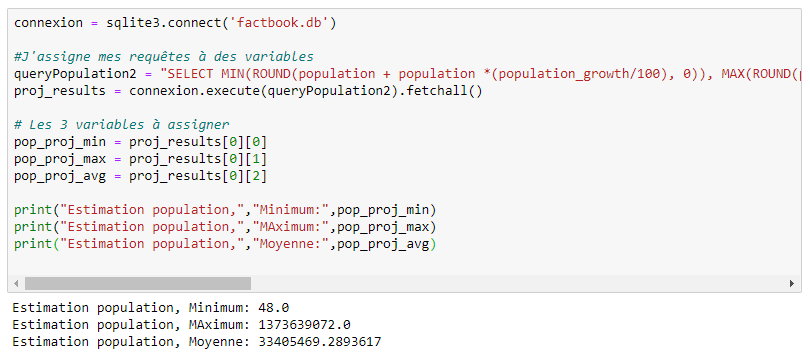 connexion = sqlite3.connect('factbook.db')
#J'assigne mes requêtes à des variables
queryPopulation2 = "SELECT MIN(ROUND(population + population *(population_growth/100), 0)), MAX(ROUND(
proj_results = connexion.execute(queryPopulation2).fetchall()
# Les 3 variables à assigner
pop_proj_min = proj_results[0][0]
pop_proj_max = proj_results[0][1]
pop_proj_avg = proj_results[0][2]
print("Estimation population,","Minimum:",pop_proj_min)
print("Estimation population,","MAximum:",pop_proj_max)
print("Estimation population,","Moyenne:",pop_proj_avg)
Estimation population, Minimum: 48.0
Estimation population, MAximum: 1373639072.0
Estimation population, Moyenne: 33405469.2893617